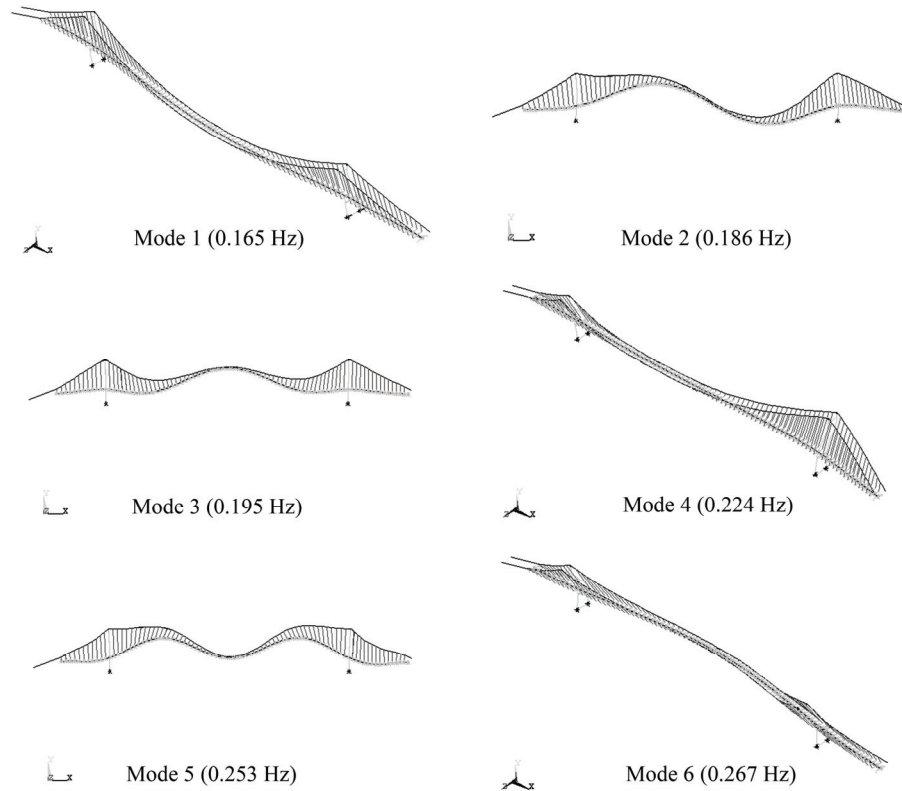 Mode 1 (0.165 Hz)
Mode 2 (0.186 Hz)
Mode 3 (0.195 Hz)
Mode 4 (0.224 Hz)
Mode 5 (0.253 Hz)
Mode 6 (0.267 Hz)